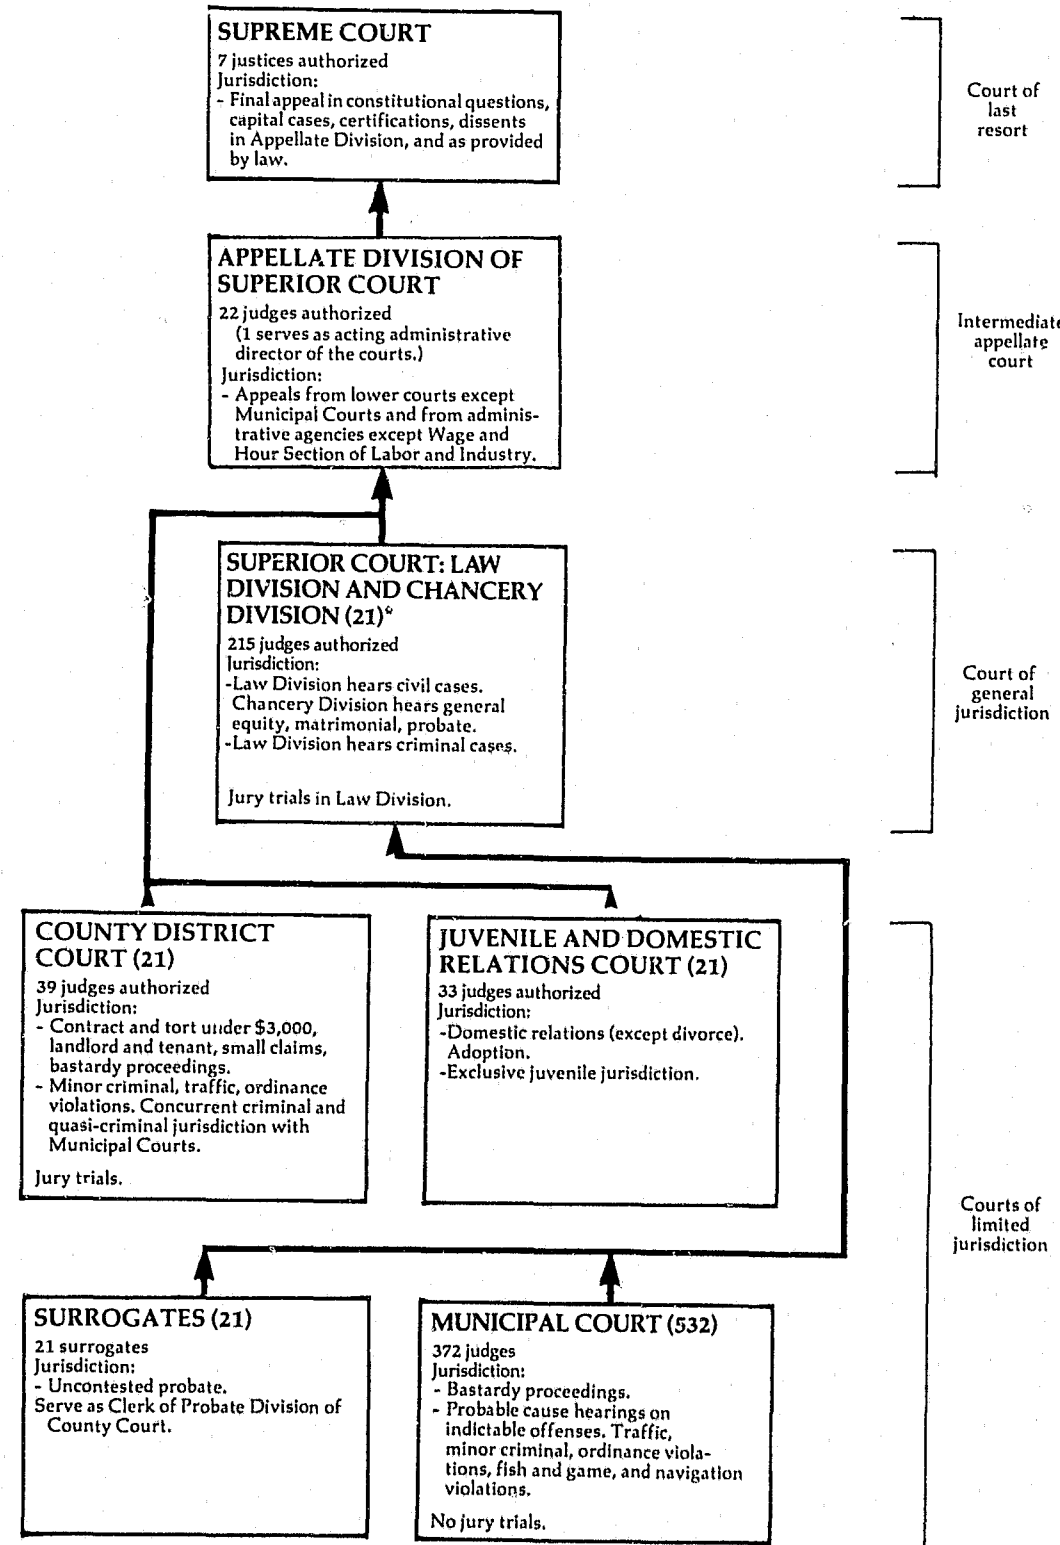 SUPREME COURT
7 justices authorized
Jurisdiction:
- Final appeal in constitutional questions,
capital cases, certifications, dissents
in Appellate Division, and as provided
by law.
Court of
last
resort
APPELLATE DIVISION OF
SUPERIOR COURT
22 judges authorized
(1 serves as acting administrative
director of the courts.)
Jurisdiction:
- Appeals from lower courts except
Municipal Courts and from adminis-
trative agencies except Wage and
Hour Section of Labor and Industry.
Intermediate
appellate
court
SUPERIOR COURT: LAW
DIVISION AND CHANCERY
DIVISION (21)*
215 judges authorized
Jurisdiction:
-Law Division hears civil cases.
Chancery Division hears general
equity, matrimonial, probate.
-Law Division hears criminal cases.
Jury trials in Law Division.
Court of
general
jurisdiction
COUNTY DISTRICT
COURT (21)
39 judges authorized
Jurisdiction:
- Contract and tort under $3,000,
landlord and tenant, small claims,
bastardy proceedings.
- Minor criminal, traffic, ordinance
violations. Concurrent criminal and
quasi-criminal jurisdiction with
Municipal Courts.
Jury trials.
JUVENILE AND DOMESTIC
RELATIONS COURT (21)
33 judges authorized
Jurisdiction:
-Domestic relations (except divorce).
Adoption.
-Exclusive juvenile jurisdiction.
Courts of
limited
jurisdiction
SURROGATES (21)
21 surrogates
Jurisdiction:
- Uncontested probate.
Serve as Clerk of Probate Division of
County Court.
MUNICIPAL COURT (532)
372 judges
Jurisdiction:
- Bastardy proceedings.
- Probable cause hearings on
indictable offenses. Traffic,
minor criminal, ordinance viola-
tions, fish and game, and navigation
violations.
No jury trials.